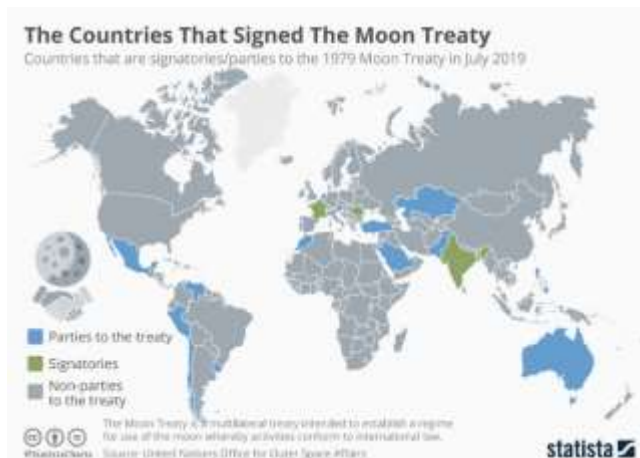 The Countries That Signed The Moon Treaty
Countries that are signatories/parties to the 1979 Moon Treaty in July 2019
Parties to the treaty
Signatories
Non-parties
to the treaty
The Moon Treaty is a multilateral treaty intended to establish a regime
for use of the moon whereby activities conform to international law.
@StatistaCharts
Source: United Nations Office for Outer Space Affairs
statista